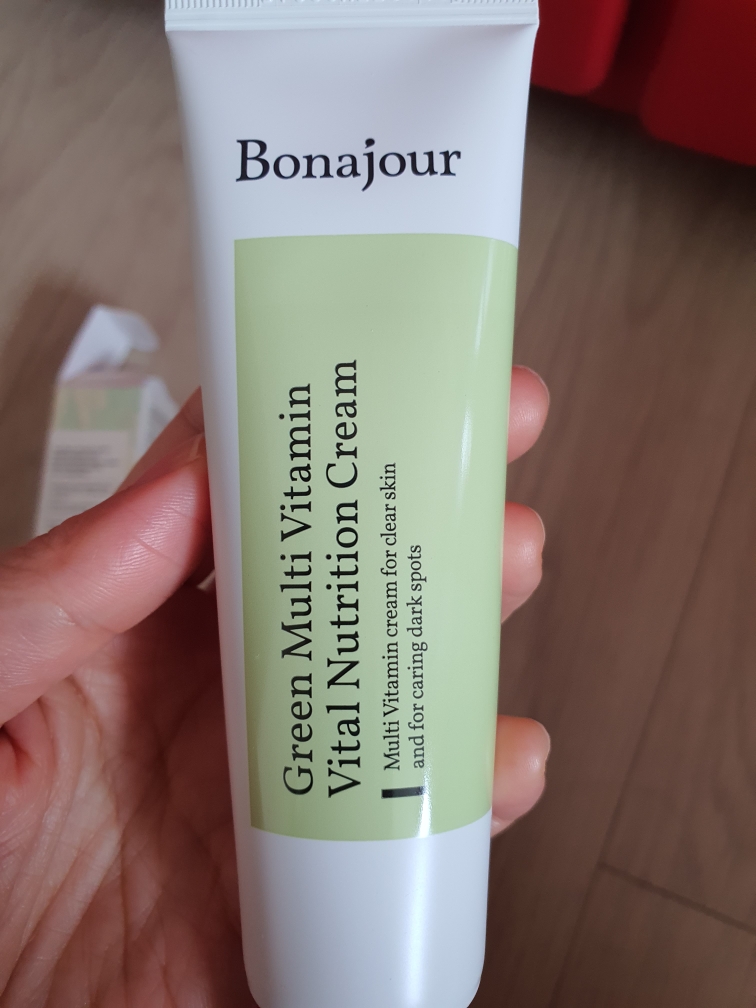 Bonajour
Green Multi Vitamin
Vital Nutrition Cream
Multi Vitamin cream for clear skin
and for caring dark spots